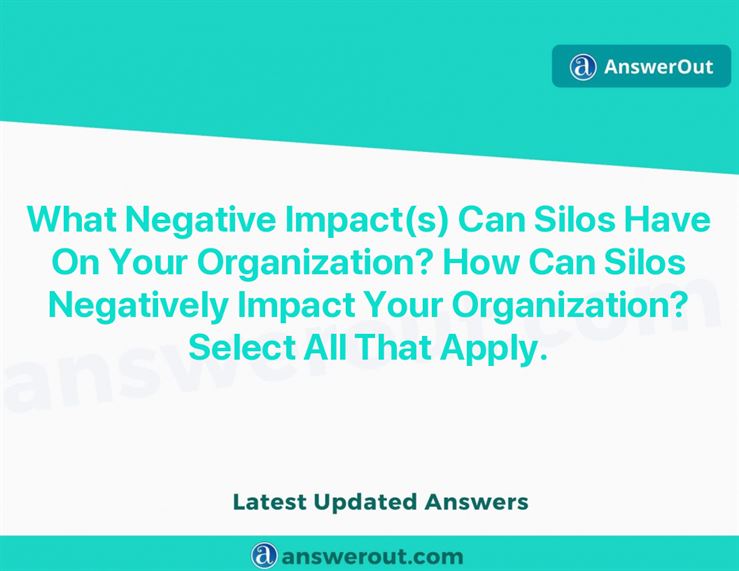 AnswerOut
What Negative Impact(s) Can Silos Have
On Your Organization? How Can Silos
Negatively Impact Your Organization?
Select All That Apply.
answerout.com
Latest Updated Answers
answerout.com